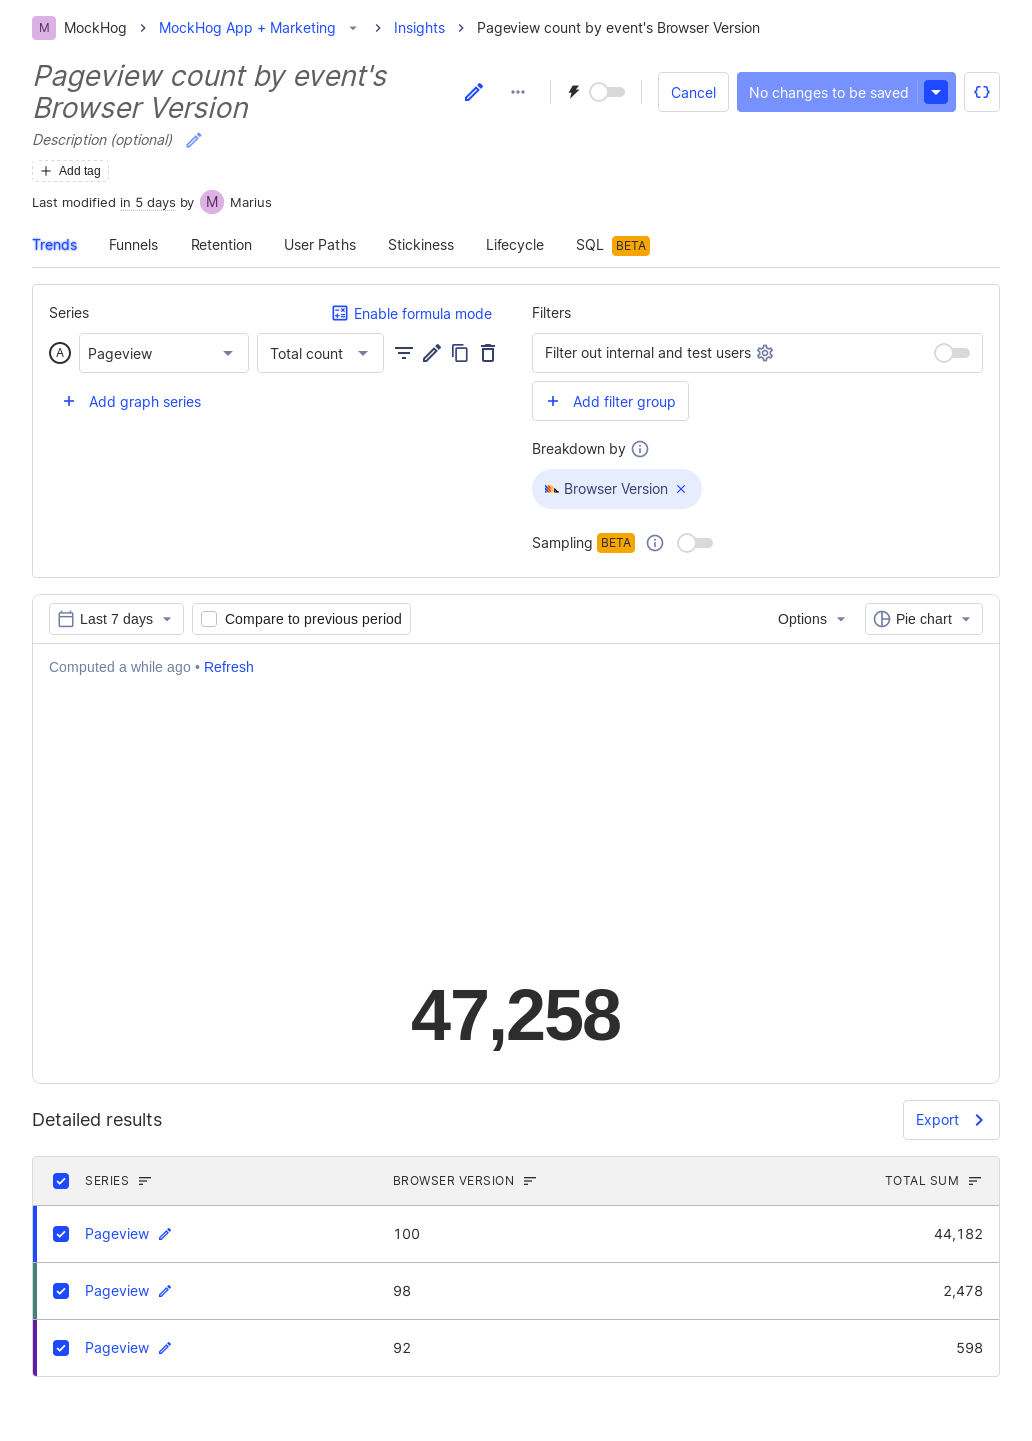 M MockHog MockHog App + Marketing Insights Pageview count by event's Browser Version
Pageview count by event's
Browser Version
Cancel No changes to be saved
Description (optional)
Add tag
Last modified in 5 days by M Marius
Trends Funnels Retention User Paths Stickiness Lifecycle SQL BETA
Series Enable formula mode
A Pageview Total count
Add graph series
Filters
Filter out internal and test users
Add filter group
Breakdown by
Browser Version
Sampling BETA
Last 7 days Compare to previous period Options Pie chart
Computed a while ago • Refresh
47,258
Detailed results Export
SERIES BROWSER VERSION TOTAL SUM
Pageview 100 44,182
Pageview 98 2,478
Pageview 92 598